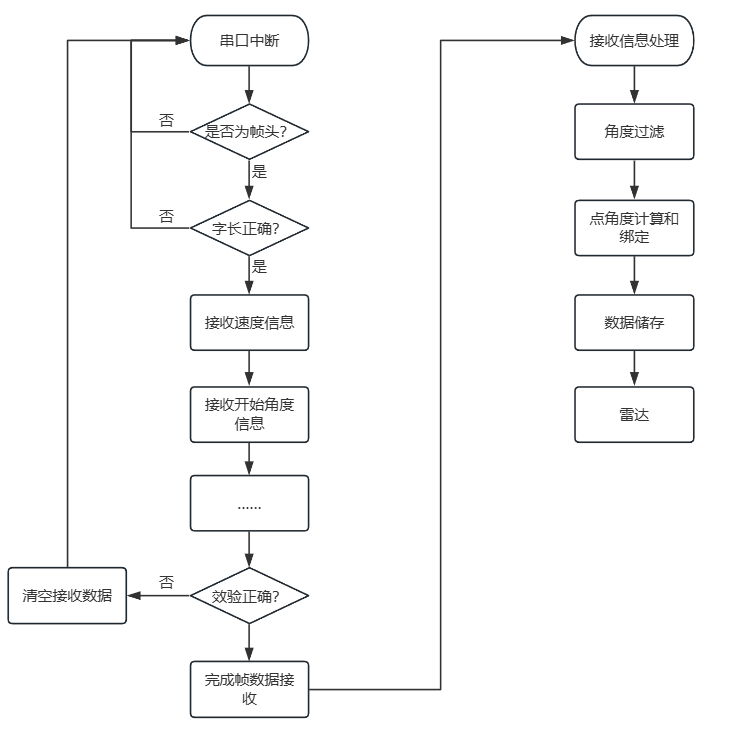 串口中断
否
是否为帧头？
是
否
字长正确？
是
接收速度信息
接收开始角度
信息
......
否
效验正确？
清空接收数据
完成帧数据接
收
接收信息处理
角度过滤
点角度计算和
绑定
数据储存
雷达